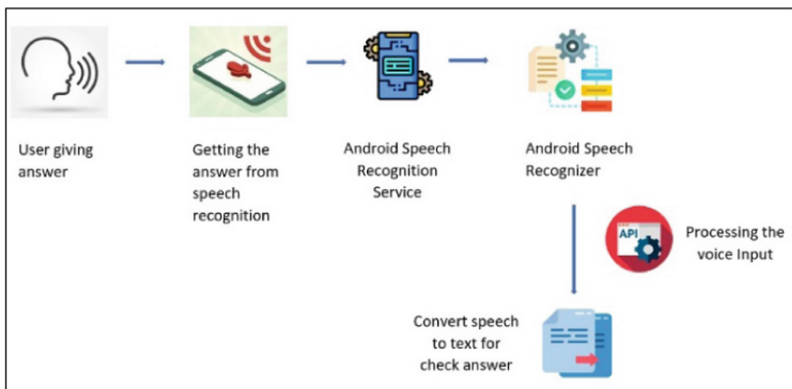 User giving
answer
Getting the
answer from
speech
recognition
Android Speech
Recognition
Service
Android Speech
Recognizer
API
Processing the
voice Input
Convert speech
to text for
check answer